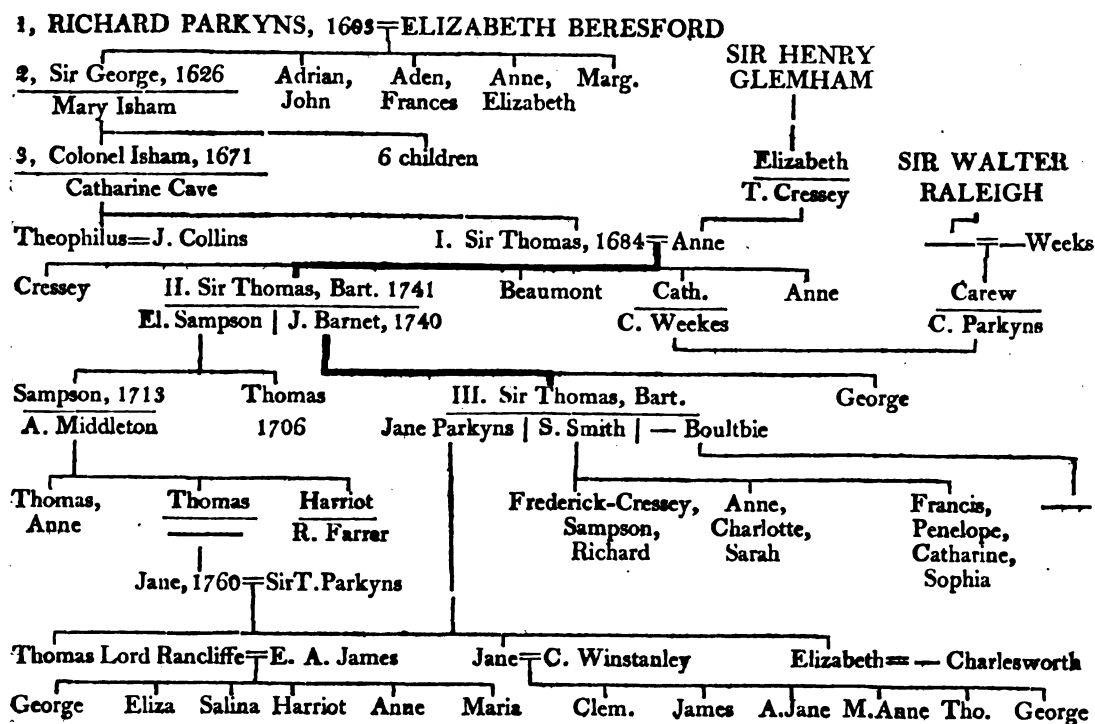 1, RICHARD PARKYNS, 1603=ELIZABETH BERESFORD
SIR HENRY
GLEMHAM
2, Sir George, 1626
Mary Isham
Adrian,
John
Aden,
Frances
Anne,
Elizabeth
Marg.
3, Colonel Isham, 1671
Catharine Cave
6 children
Elizabeth
T. Cressey
SIR WALTER
RALEIGH
Theophilus=J. Collins
I. Sir Thomas, 1684=Anne
—=—Weeks
Cressey
II. Sir Thomas, Bart. 1741
El. Sampson | J. Barnet, 1740
Beaumont
Cath.
C. Weekes
Anne
Carew
C. Parkyns
Sampson, 1713
A. Middleton
Thomas
1706
III. Sir Thomas, Bart.
Jane Parkyns | S. Smith | — Boultbie
George
Thomas,
Anne
Thomas
Harriot
R. Farrer
Frederick-Cressey,
Sampson,
Richard
Anne,
Charlotte,
Sarah
Francis,
Penelope,
Catharine,
Sophia
Jane, 1760=Sir T. Parkyns
Thomas Lord Rancliffe=E. A. James
Jane=C. Winstanley
Elizabeth=— Charlesworth
George Eliza Salina Harriot Anne Maria
Clem. James A. Jane M. Anne Tho. George